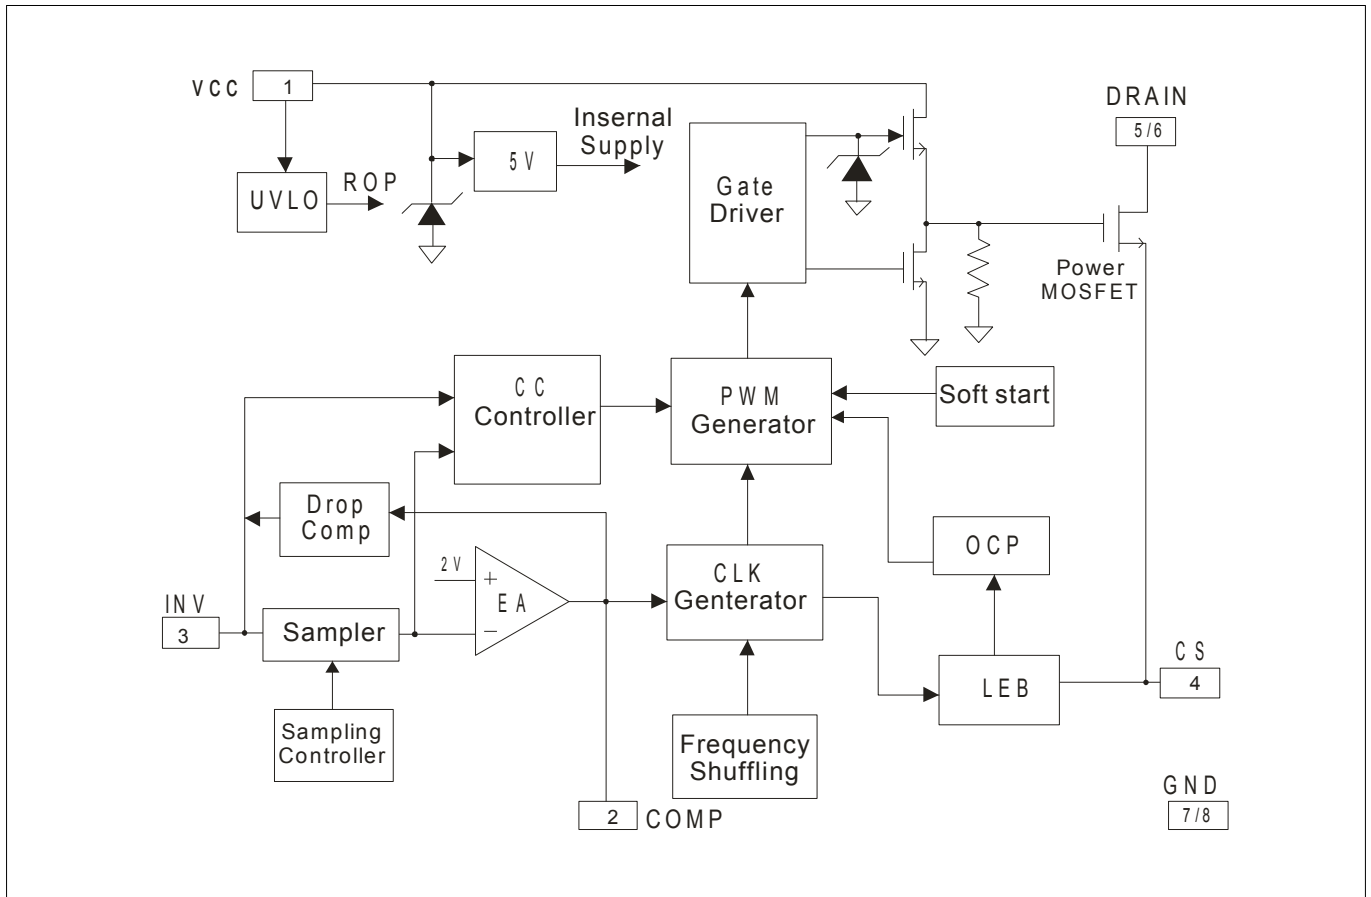 VCC
1
UVLO
ROP
5V
Insernal
Supply
Gate
Driver
DRAIN
5/6
Power
MOSFET
CC
Controller
PWM
Generator
Soft start
Drop
Comp
2V
+
EA
−
CLK
Genterator
OCP
INV
3
Sampler
Sampling
Controller
LEB
CS
4
Frequency
Shuffling
2
COMP
GND
7/8